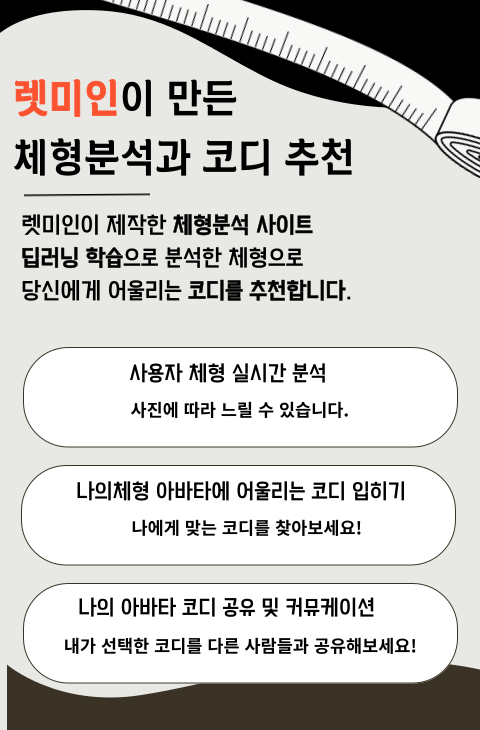 렛미인이 만든
체형분석과 코디 추천
렛미인이 제작한 체형분석 사이트
딥러닝 학습으로 분석한 체형으로
당신에게 어울리는 코디를 추천합니다.
사용자 체형 실시간 분석
사진에 따라 느릴 수 있습니다.
나의체형 아바타에 어울리는 코디 입히기
나에게 맞는 코디를 찾아보세요!
나의 아바타 코디 공유 및 커뮤케이션
내가 선택한 코디를 다른 사람들과 공유해보세요!